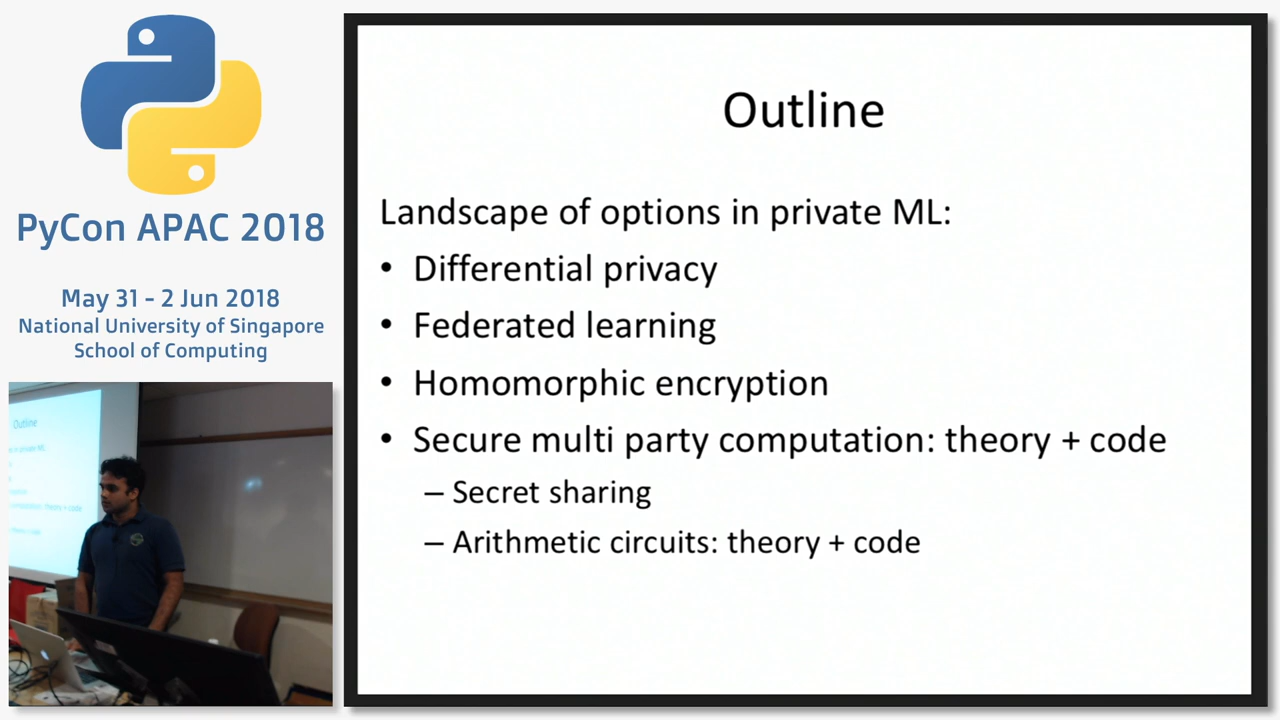 PyCon APAC 2018
May 31 - 2 Jun 2018
National University of Singapore
School of Computing
Outline
Landscape of options in private ML:
• Differential privacy
• Federated learning
• Homomorphic encryption
• Secure multi party computation: theory + code
– Secret sharing
– Arithmetic circuits: theory + code
Outline